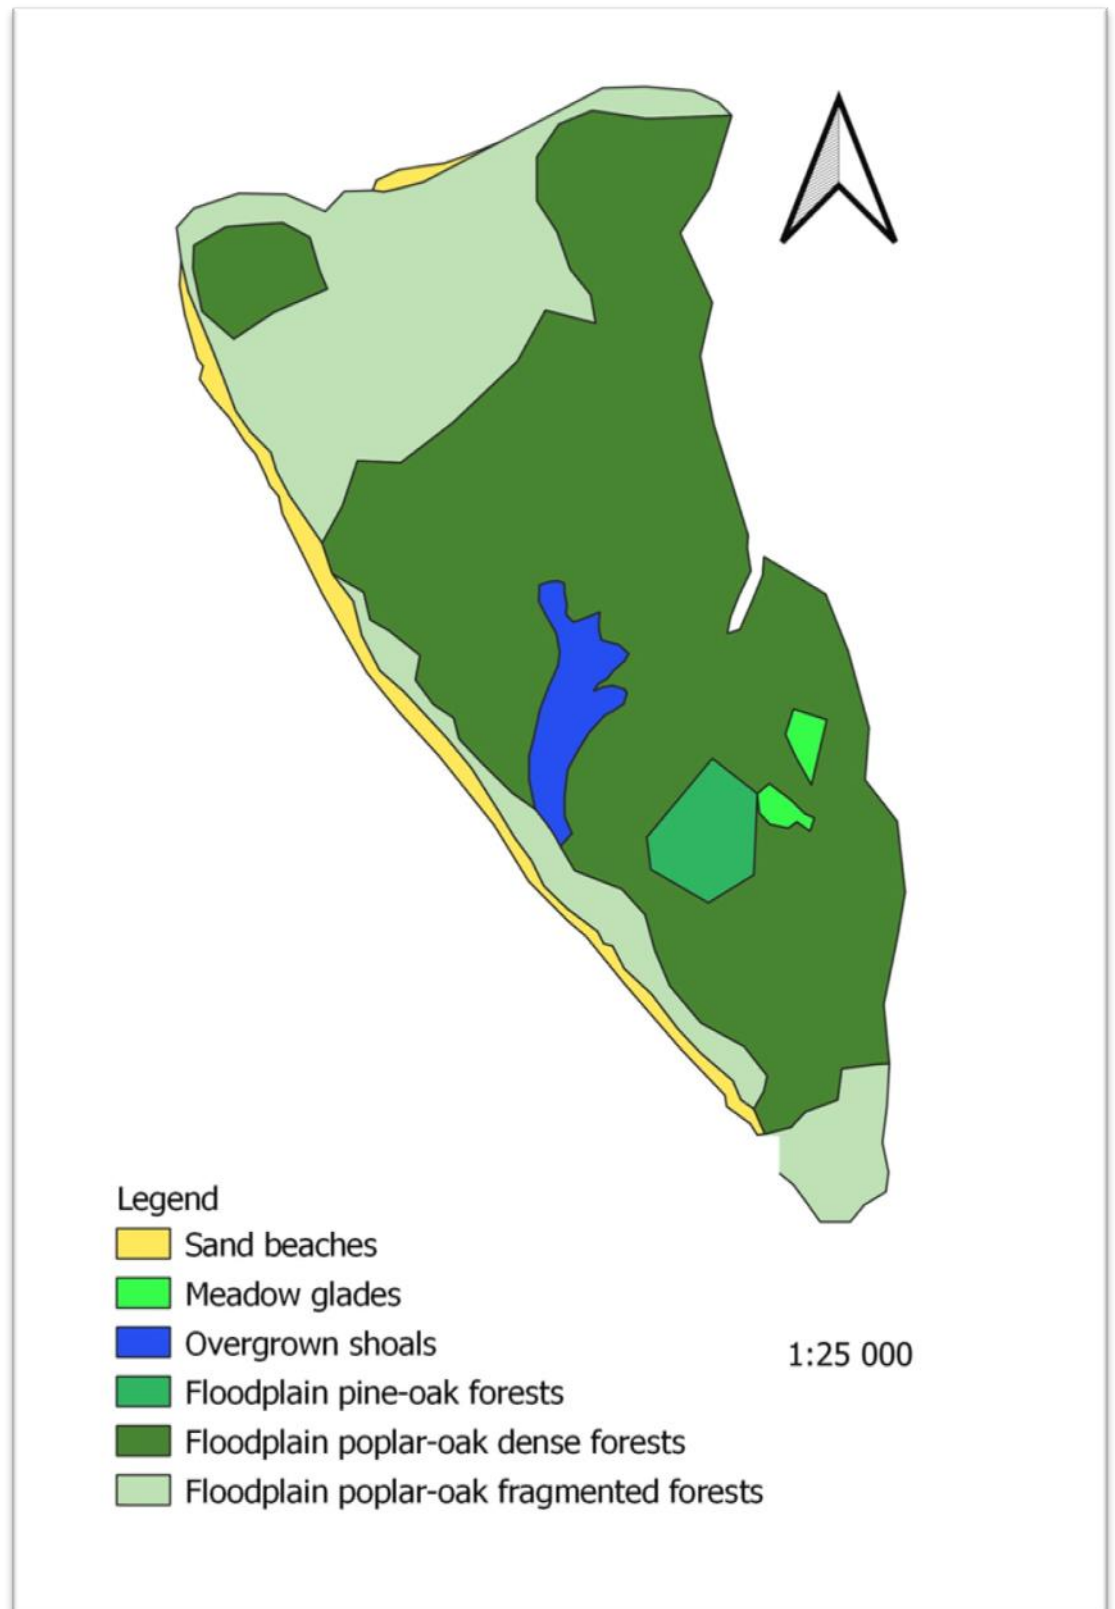 Legend
Sand beaches
Meadow glades
Overgrown shoals
1:25 000
Floodplain pine-oak forests
Floodplain poplar-oak dense forests
Floodplain poplar-oak fragmented forests